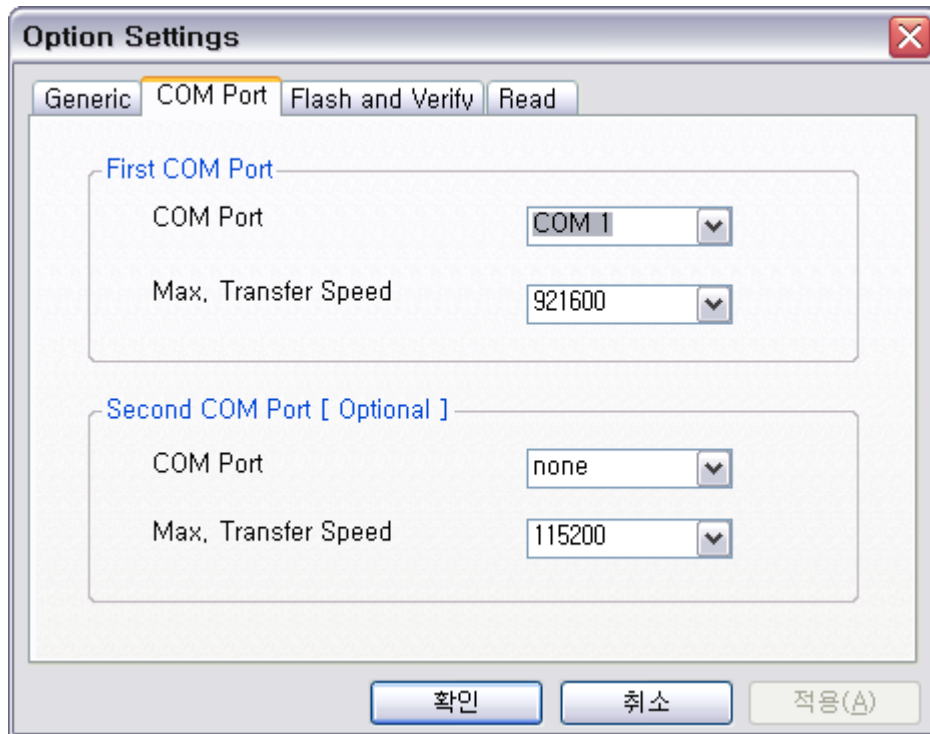 Option Settings
Generic COM Port Flash and Verify Read
First COM Port
COM Port COM 1
Max, Transfer Speed 921600
Second COM Port [ Optional ]
COM Port none
Max, Transfer Speed 115200
확인 취소 적용(A)